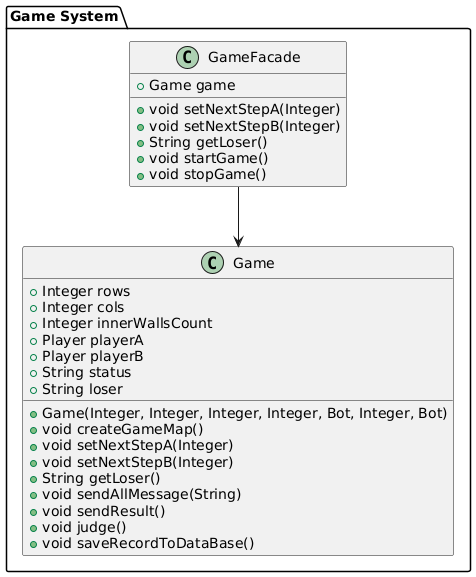 Game System
C GameFacade
Game game
void setNextStepA(Integer)
void setNextStepB(Integer)
String getLoser()
void startGame()
void stopGame()
C Game
Integer rows
Integer cols
Integer innerWallsCount
Player playerA
Player playerB
String status
String loser
Game(Integer, Integer, Integer, Integer, Bot, Integer, Bot)
void createGameMap()
void setNextStepA(Integer)
void setNextStepB(Integer)
String getLoser()
void sendAllMessage(String)
void sendResult()
void judge()
void saveRecordToDataBase()